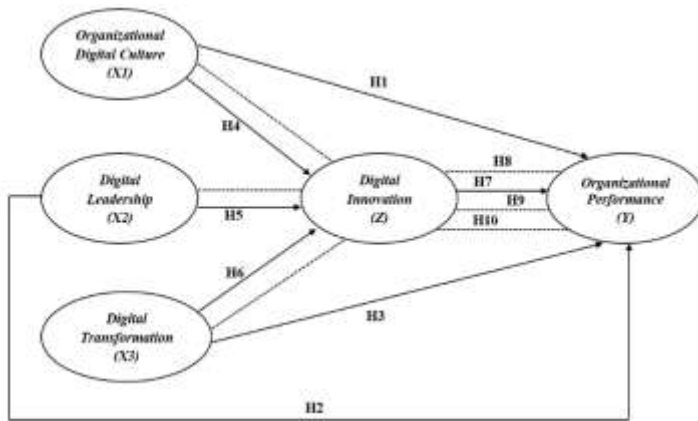 Organizational
Digital Culture
(X1)
H1
H4
Digital
Leadership
(X2)
H5
Digital
Innovation
(Z)
H8
H7
H9
H10
Organizational
Performance
(Y)
H6
Digital
Transformation
(X3)
H3
H2